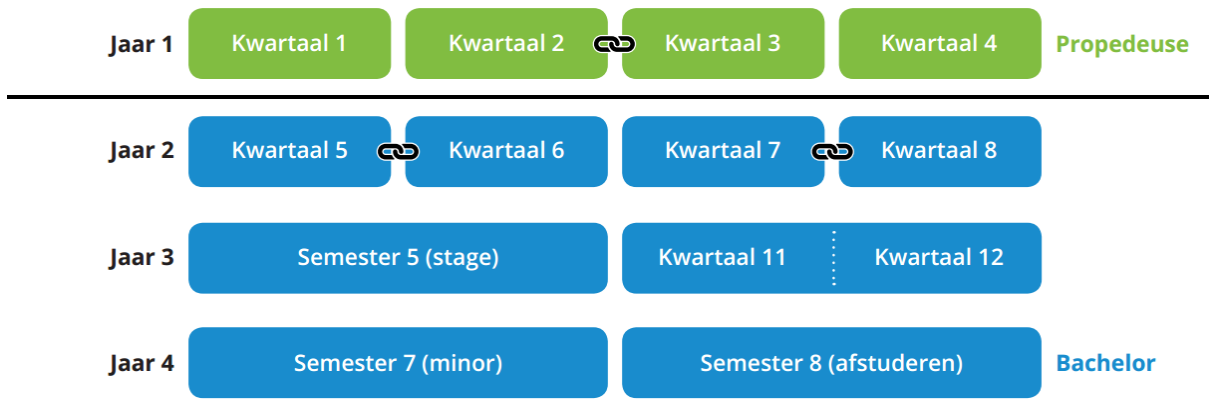 Jaar 1 Kwartaal 1 Kwartaal 2 Kwartaal 3 Kwartaal 4 Propedeuse
Jaar 2 Kwartaal 5 Kwartaal 6 Kwartaal 7 Kwartaal 8
Jaar 3 Semester 5 (stage) Kwartaal 11 Kwartaal 12
Jaar 4 Semester 7 (minor) Semester 8 (afstuderen) Bachelor